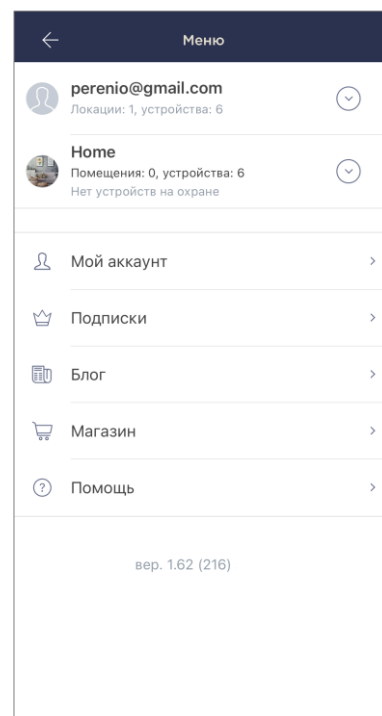 Меню
perenio@gmail.com
Локации: 1, устройства: 6
Home
Помещения: 0, устройства: 6
Нет устройств на охране
Мой аккаунт
Подписки
Блог
Магазин
Помощь
вер. 1.62 (216)